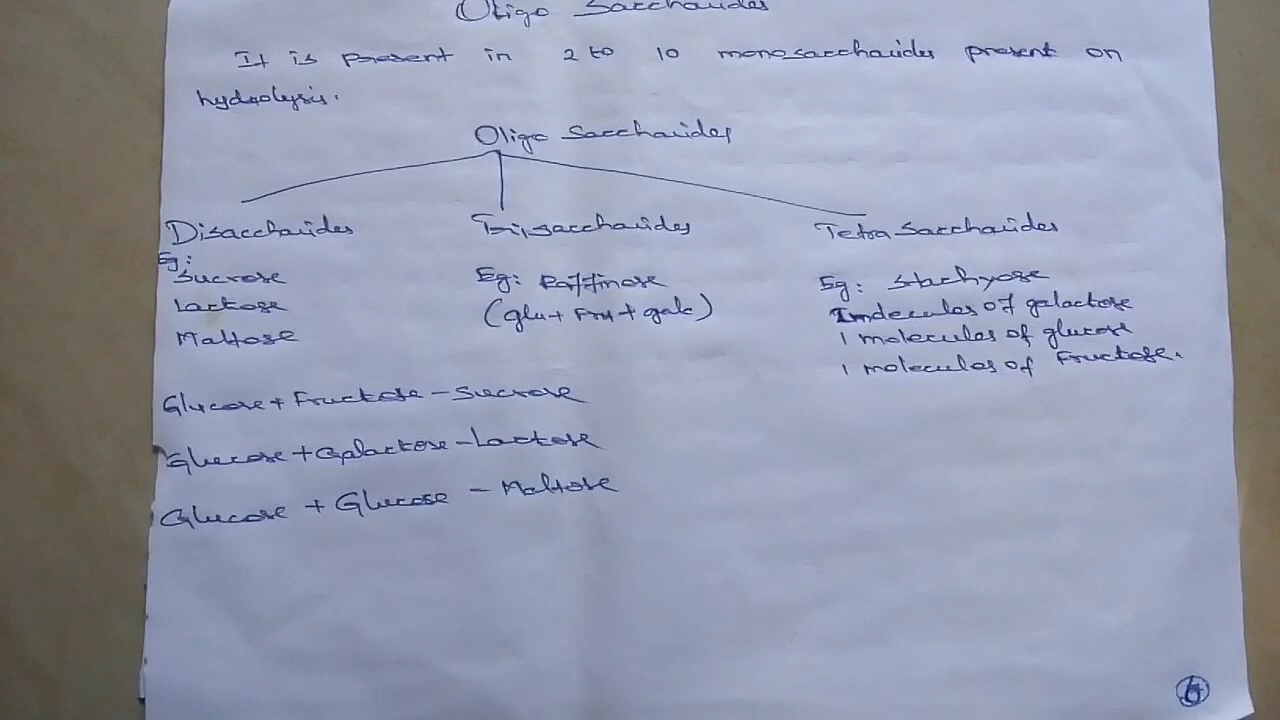 Oligo Saccharides
It is present in 2 to 10 monosaccharides present on
hydrolysis.
Oligo Saccharides
Disaccharides
Eg:
Sucrose
Lactose
Maltose
Trisaccharides
Eg: Raffinose
(glu + Fru + gala)
Tetra Saccharides
Eg: Stachyose
molecules of galactose
1 molecules of glucose
1 molecules of Fructose.
Glucose + Fructose - Sucrose
Glucose + Galactose - Lactose
Glucose + Glucose - Maltose
6